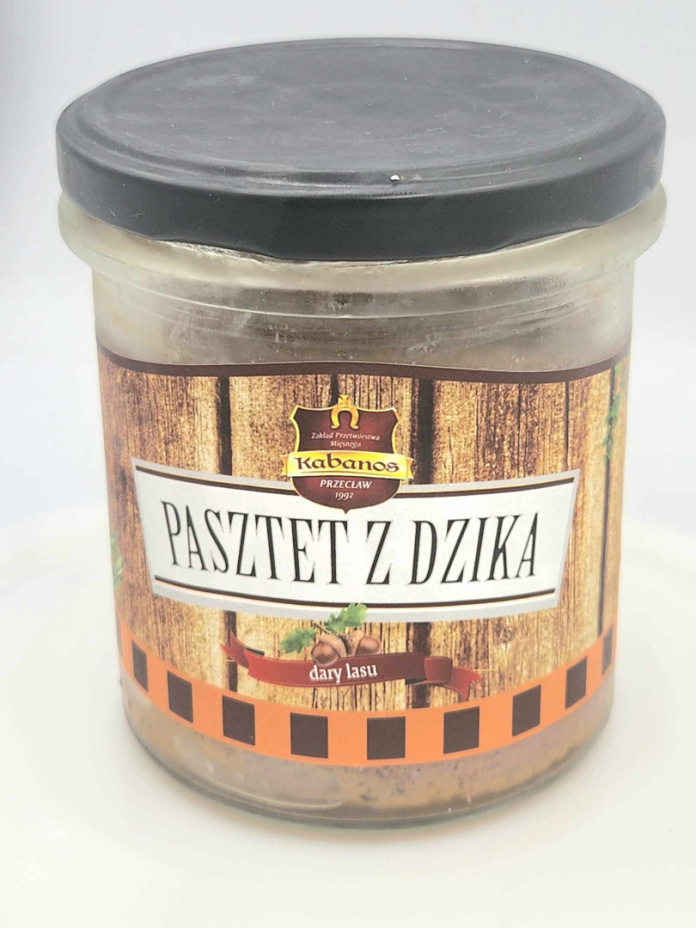 Zakład Przetwórstwa
Mięsnego
Kabanos
PRZECŁAW
1992
PASZTET Z DZIKA
dary lasu